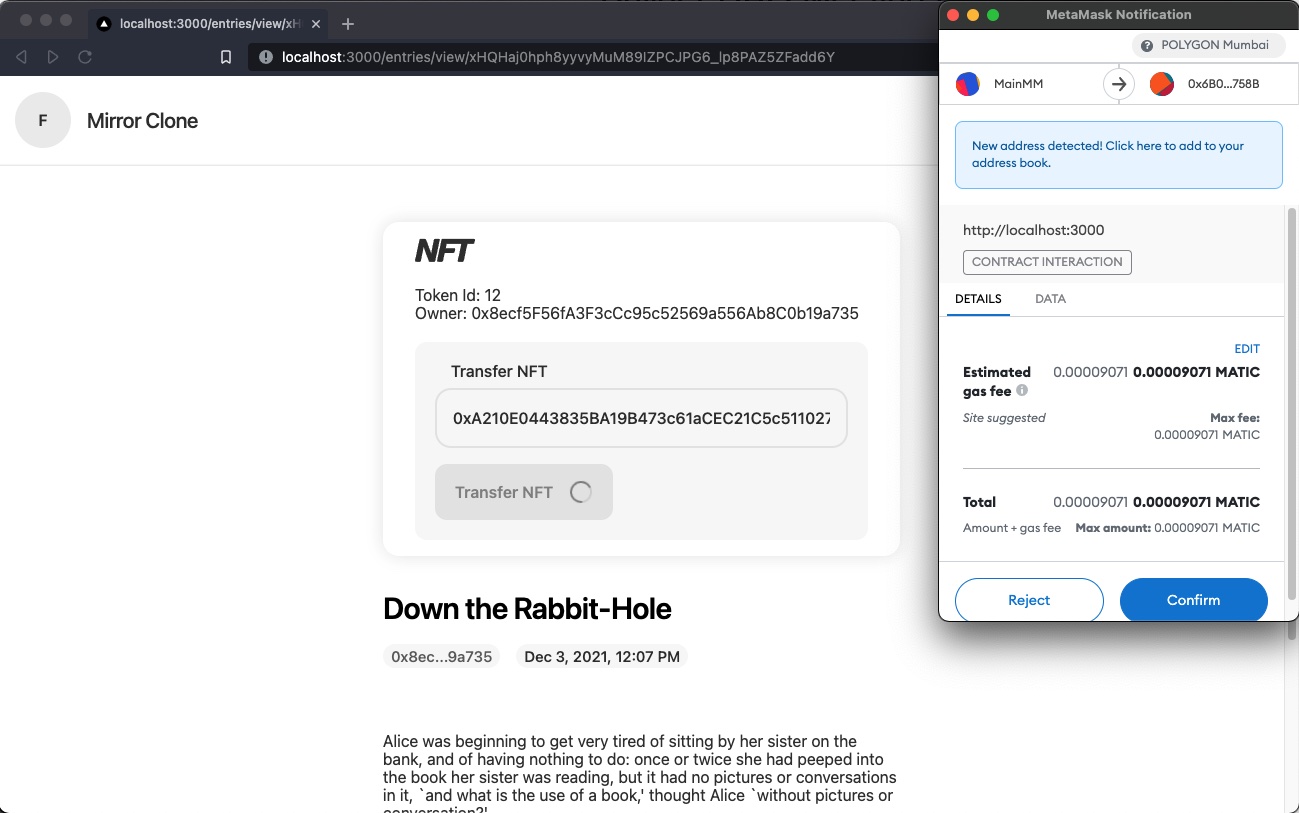 localhost:3000/entries/view/xH
localhost:3000/entries/view/xHQHaj0hph8yyvyMuM89IZPCJPG6_lp8PAZ5ZFadd6Y
F
Mirror Clone
NFT
Token Id: 12
Owner: 0x8ecf5F56fA3F3cCc95c52569a556Ab8C0b19a735
Transfer NFT
0xA210E0443835BA19B473c61aCEC21C5c511027
Transfer NFT
Down the Rabbit-Hole
0x8ec...9a735
Dec 3, 2021, 12:07 PM
Alice was beginning to get very tired of sitting by her sister on the
bank, and of having nothing to do: once or twice she had peeped into
the book her sister was reading, but it had no pictures or conversations
in it, `and what is the use of a book,' thought Alice `without pictures or
conversation?'
MetaMask Notification
POLYGON Mumbai
MainMM
0x6B0...758B
New address detected! Click here to add to your
address book.
http://localhost:3000
CONTRACT INTERACTION
DETAILS
DATA
EDIT
Estimated 0.00009071 0.00009071 MATIC
gas fee
Site suggested Max fee:
0.00009071 MATIC
Total 0.00009071 0.00009071 MATIC
Amount + gas fee Max amount: 0.00009071 MATIC
Reject
Confirm